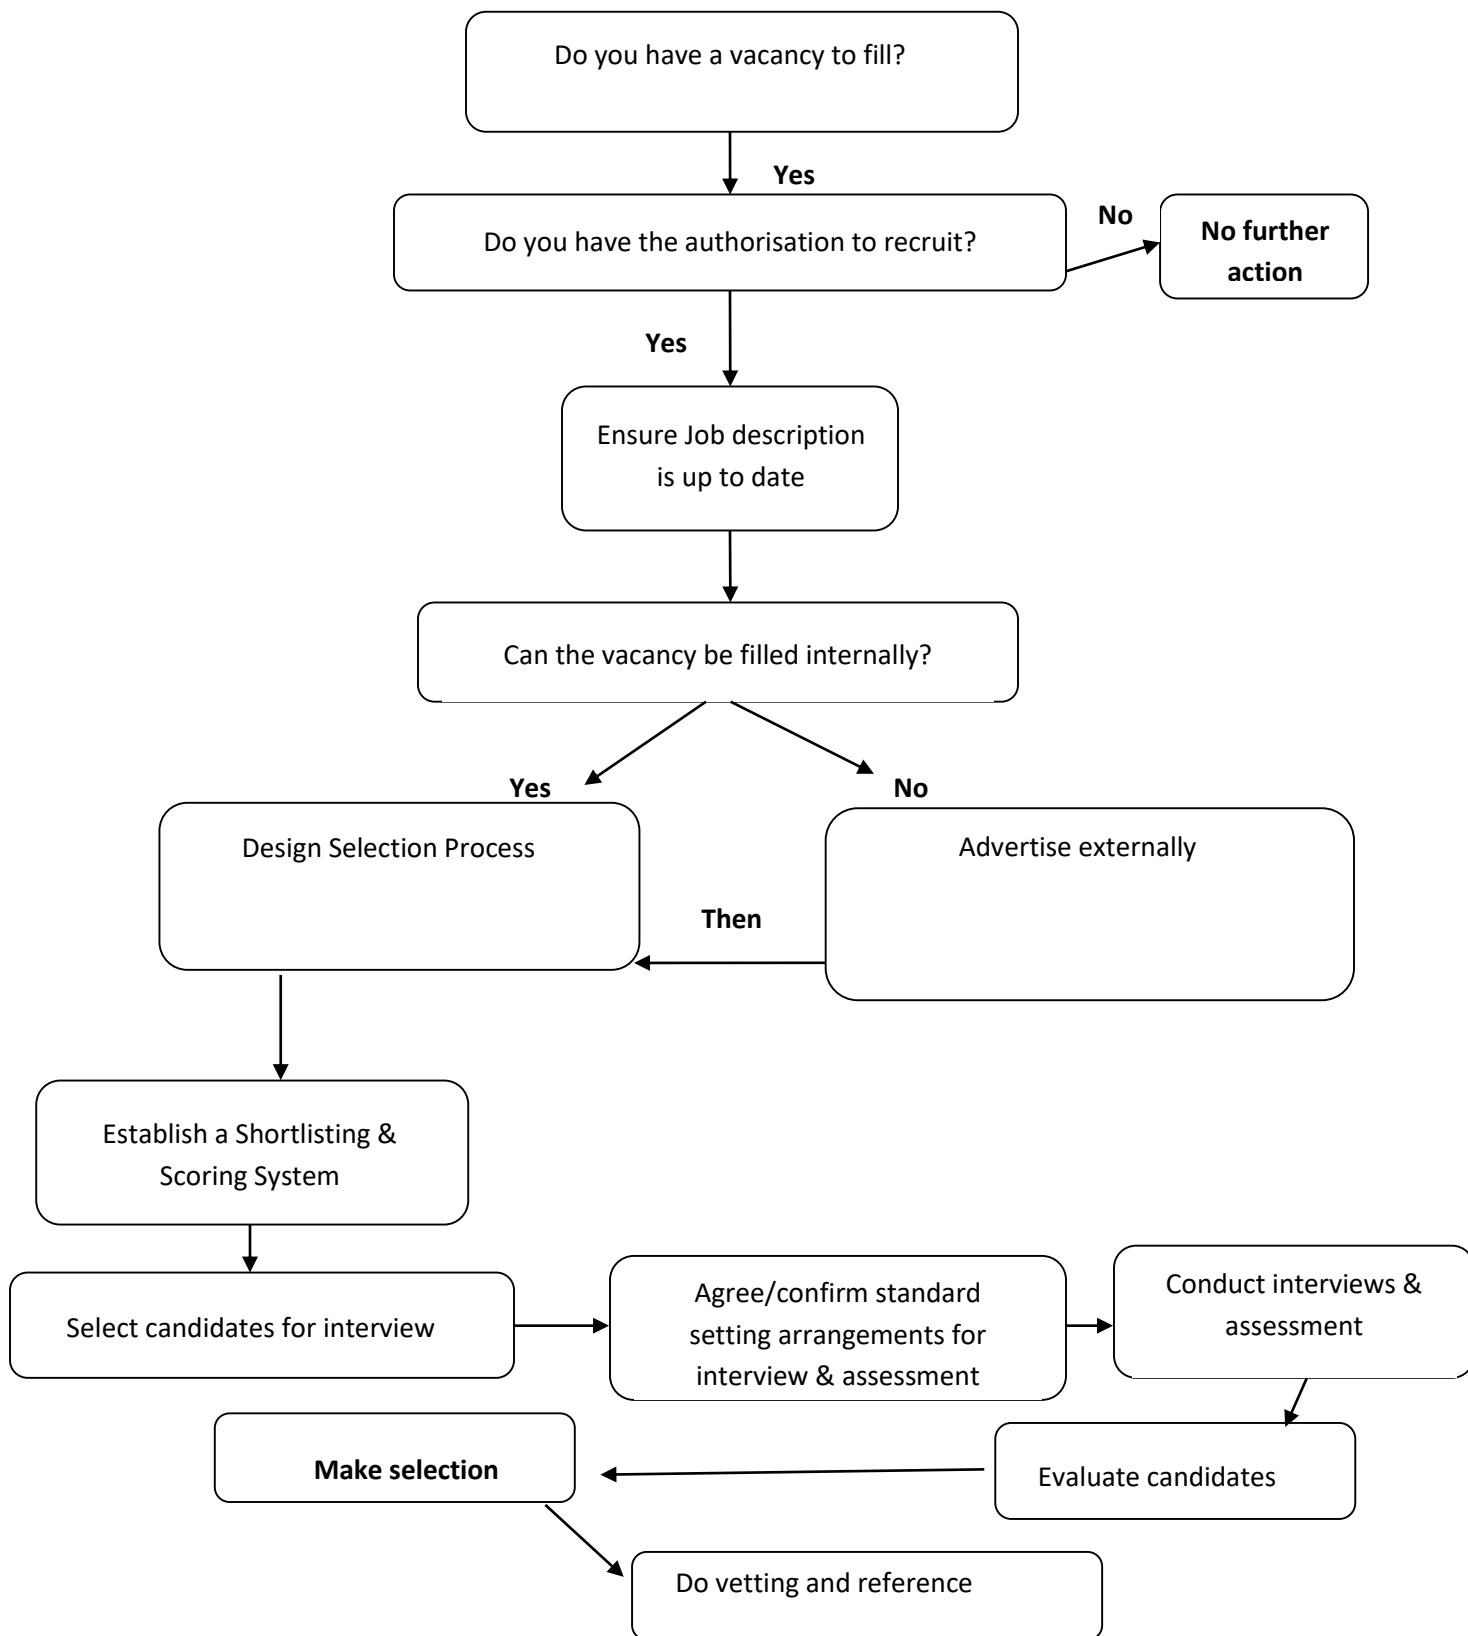 Do you have a vacancy to fill?
Yes
Do you have the authorisation to recruit?
No
No further
action
Yes
Ensure Job description
is up to date
Can the vacancy be filled internally?
Yes
No
Design Selection Process
Advertise externally
Then
Establish a Shortlisting &
Scoring System
Select candidates for interview
Agree/confirm standard
setting arrangements for
interview & assessment
Conduct interviews &
assessment
Evaluate candidates
Make selection
Do vetting and reference